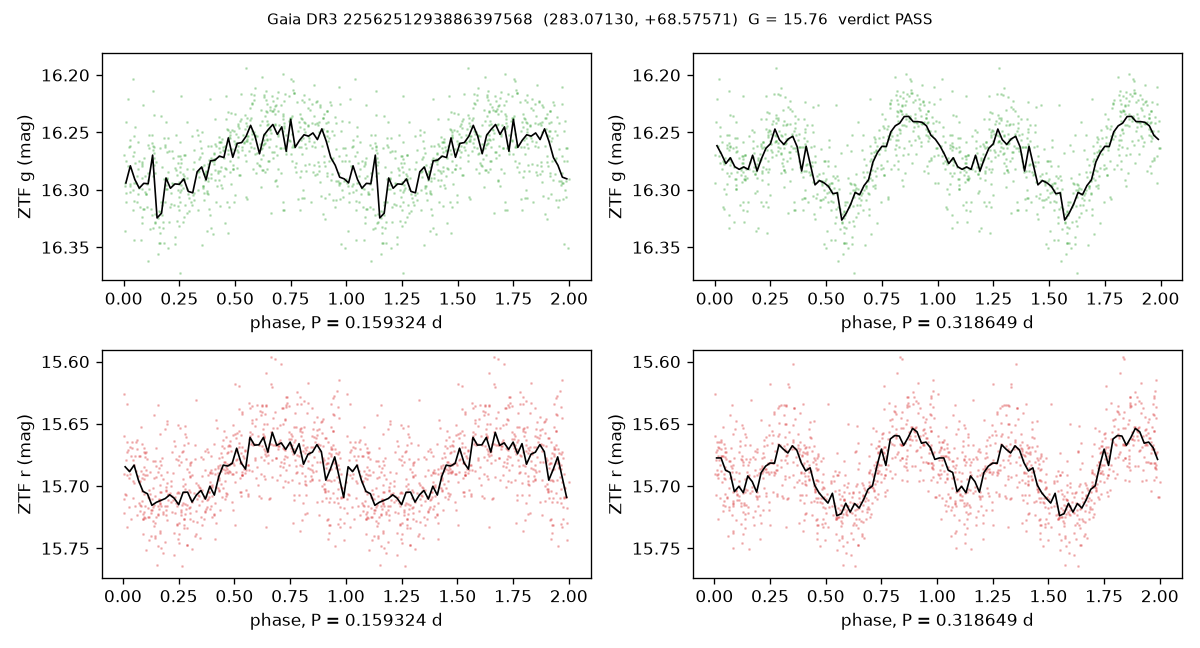 Gaia DR3 2256251293886397568 (283.07130, +68.57571) G = 15.76 verdict PASS
ZTF g (mag)
16.20
16.25
16.30
16.35
0.00 0.25 0.50 0.75 1.00 1.25 1.50 1.75 2.00
phase, P = 0.159324 d
ZTF g (mag)
16.20
16.25
16.30
16.35
0.00 0.25 0.50 0.75 1.00 1.25 1.50 1.75 2.00
phase, P = 0.318649 d
ZTF r (mag)
15.60
15.65
15.70
15.75
0.00 0.25 0.50 0.75 1.00 1.25 1.50 1.75 2.00
phase, P = 0.159324 d
ZTF r (mag)
15.60
15.65
15.70
15.75
0.00 0.25 0.50 0.75 1.00 1.25 1.50 1.75 2.00
phase, P = 0.318649 d